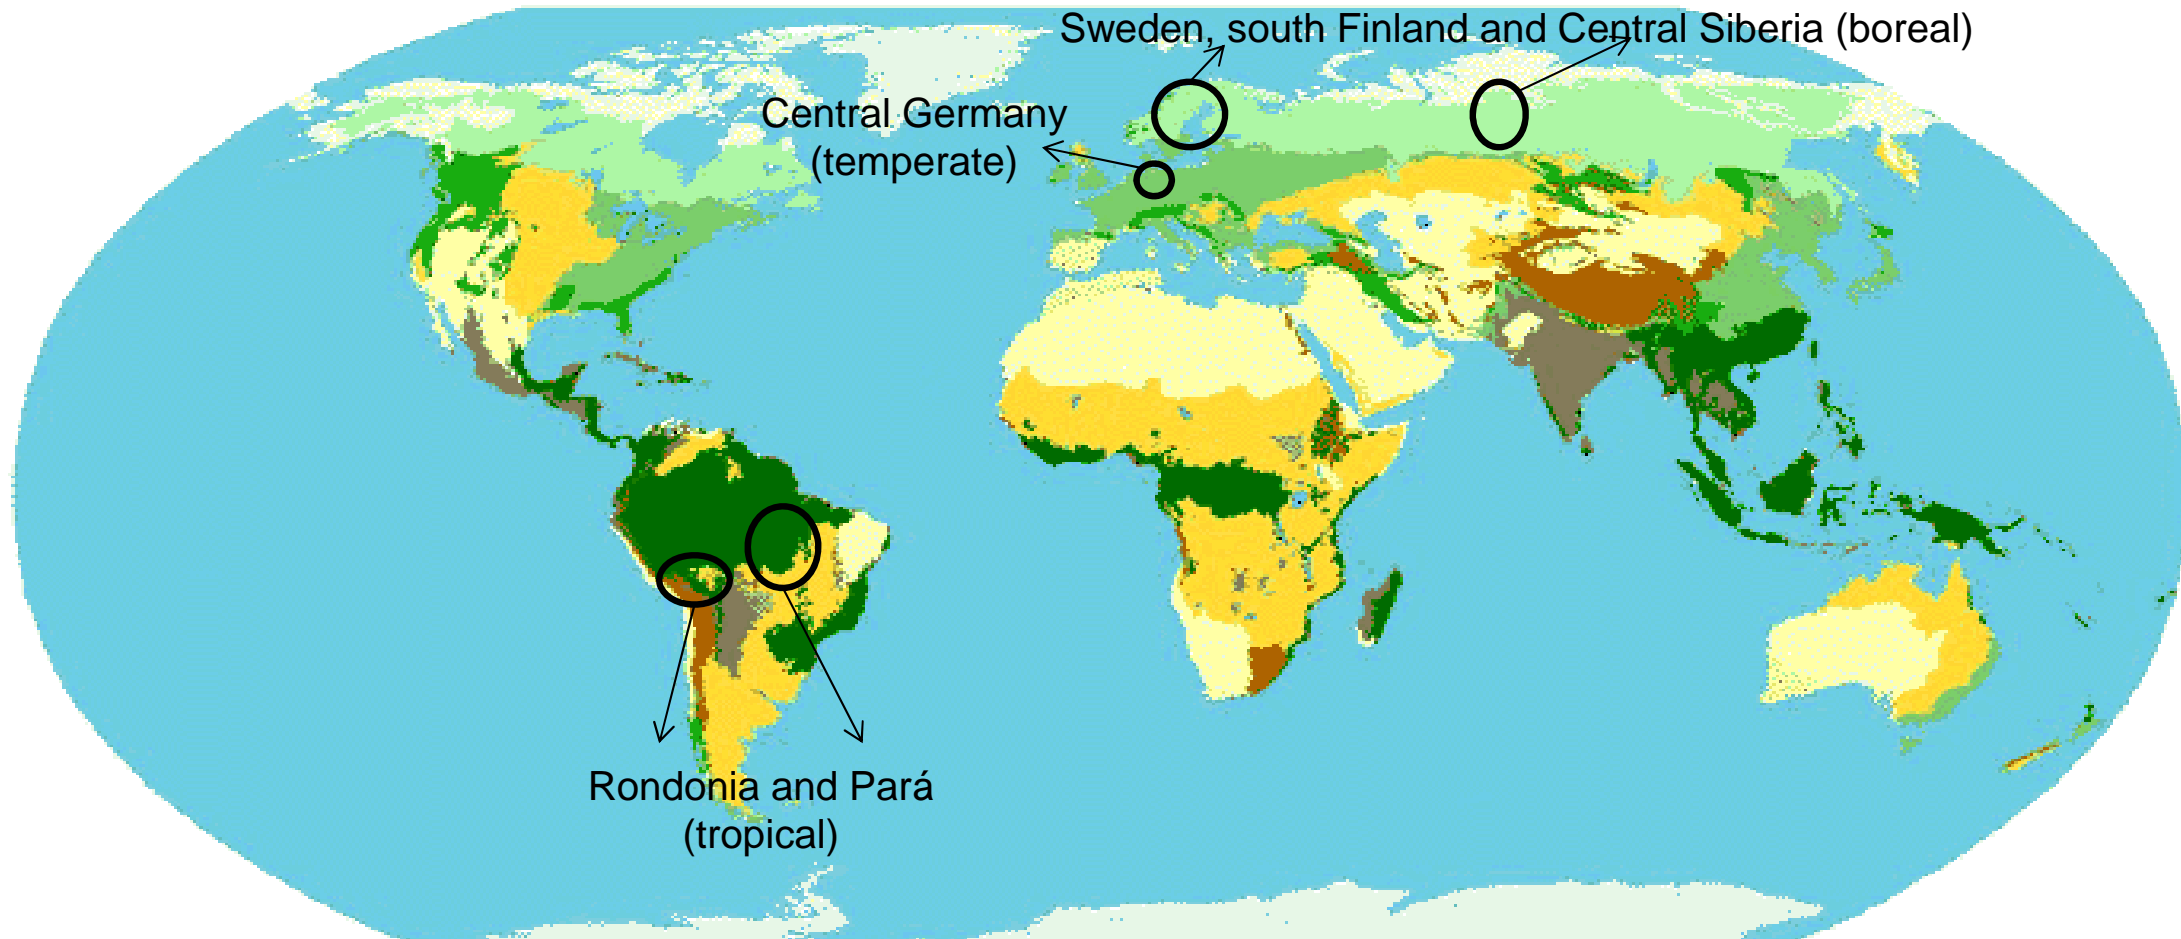 Sweden, south Finland and Central Siberia (boreal)
Central Germany
(temperate)
Rondonia and Pará
(tropical)